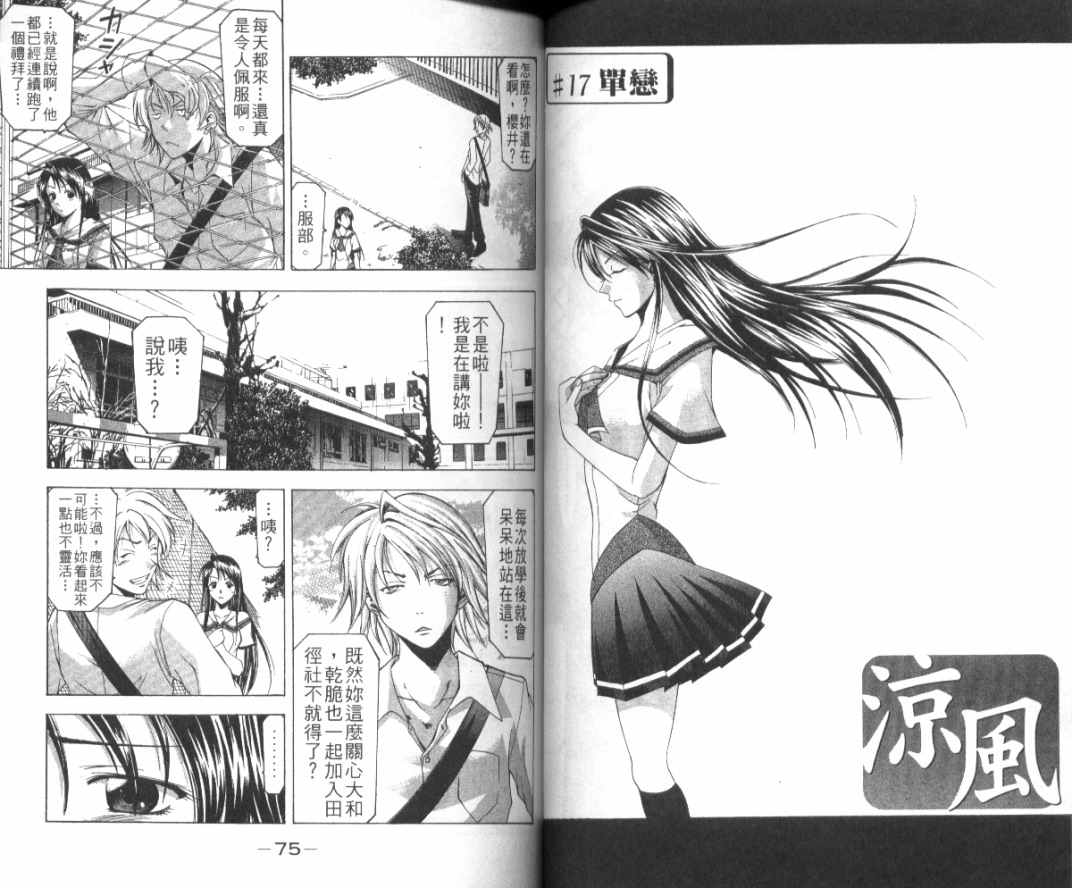 #17 單戀
涼風
怎麼?妳還在
看啊,櫻井?
…服部。
每天都來…還真
是令人佩服啊。
カシャ
…就是說啊,他
都已經連續跑了
一個禮拜了…
不是啦——!
我是在講妳啦
!
咦…
說我…?
每次放學後就會
呆呆地站在這…
既然妳這麼關心大和
,乾脆也一起加入田
徑社不就得了?
…咦?
…不過,應該不
可能啦!妳看起來
一點也不靈活…
………
—75—